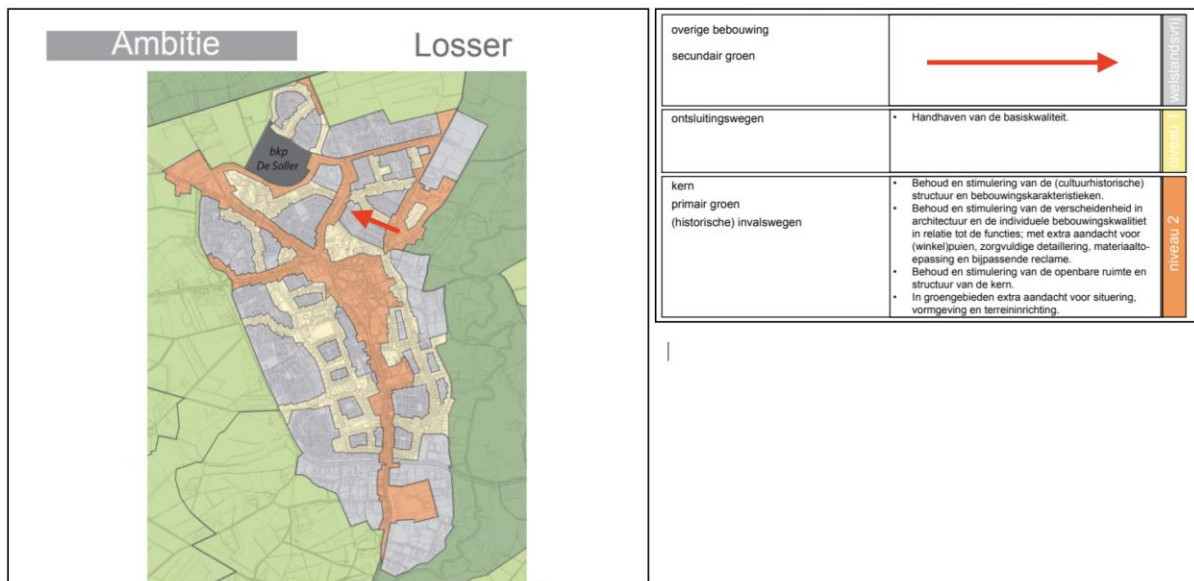 Ambitie
Losser
bkp
De Saller
overige bebouwing
secundair groen
welstandsvrij
ontsluitingswegen
• Handhaven van de basiskwaliteit.
niveau 1
kern
primair groen
(historische) invalswegen
• Behoud en stimulering van de (cultuurhistorische)
structuur en bebouwingskarakteristieken.
• Behoud en stimulering van de verscheidenheid in
architectuur en de individuele bebouwingskwalitiet
in relatie tot de functies; met extra aandacht voor
(winkel)puien, zorgvuldige detaillering, materiaalto-
epassing en bijpassende reclame.
• Behoud en stimulering van de openbare ruimte en
structuur van de kern.
• In groengebieden extra aandacht voor situering,
vormgeving en terreininrichting.
niveau 2